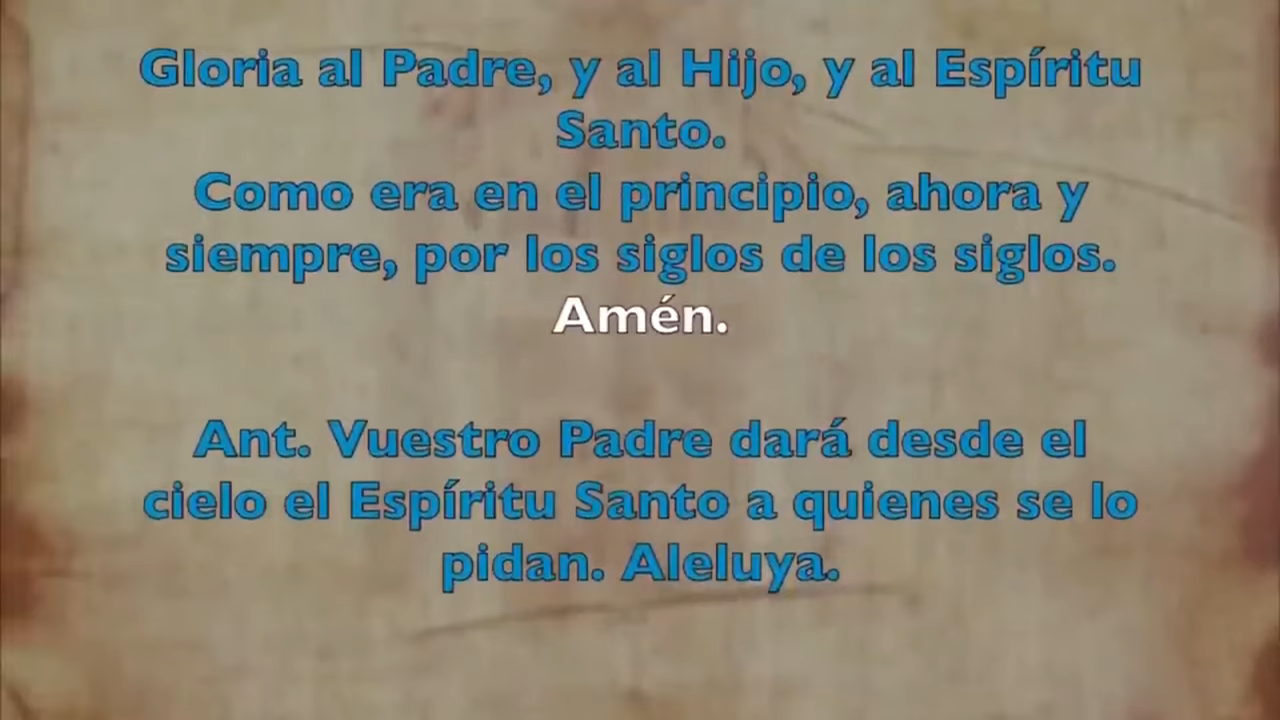 Gloria al Padre, y al Hijo, y al Espíritu
Santo.
Como era en el principio, ahora y
siempre, por los siglos de los siglos.
Amén.
Ant. Vuestro Padre dará desde el
cielo el Espíritu Santo a quienes se lo
pidan. Aleluya.